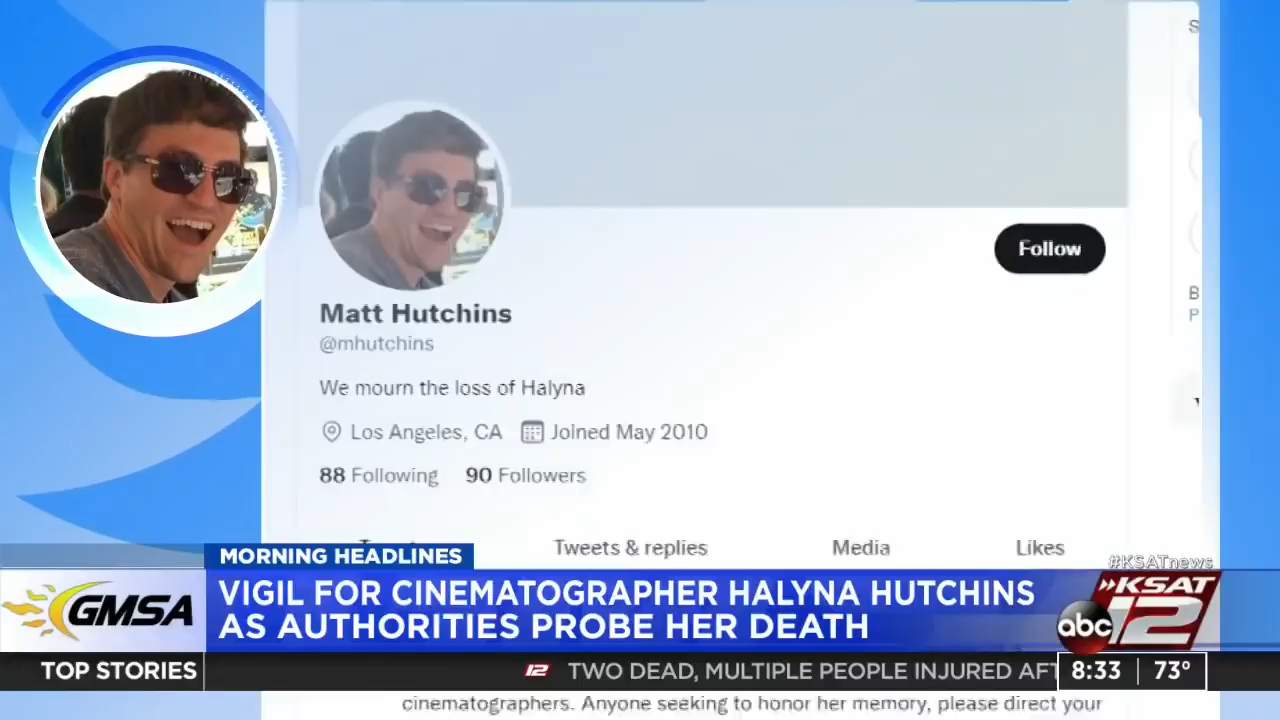 Follow
Matt Hutchins
@mhutchins
We mourn the loss of Halyna
Los Angeles, CA Joined May 2010
88 Following 90 Followers
Tweets & replies Media Likes
#KSATnews
MORNING HEADLINES
VIGIL FOR CINEMATOGRAPHER HALYNA HUTCHINS
AS AUTHORITIES PROBE HER DEATH
GMSA
KSAT
abc 12
TOP STORIES 12 TWO DEAD, MULTIPLE PEOPLE INJURED AFT 8:33 73°
cinematographers. Anyone seeking to honor her memory, please direct your